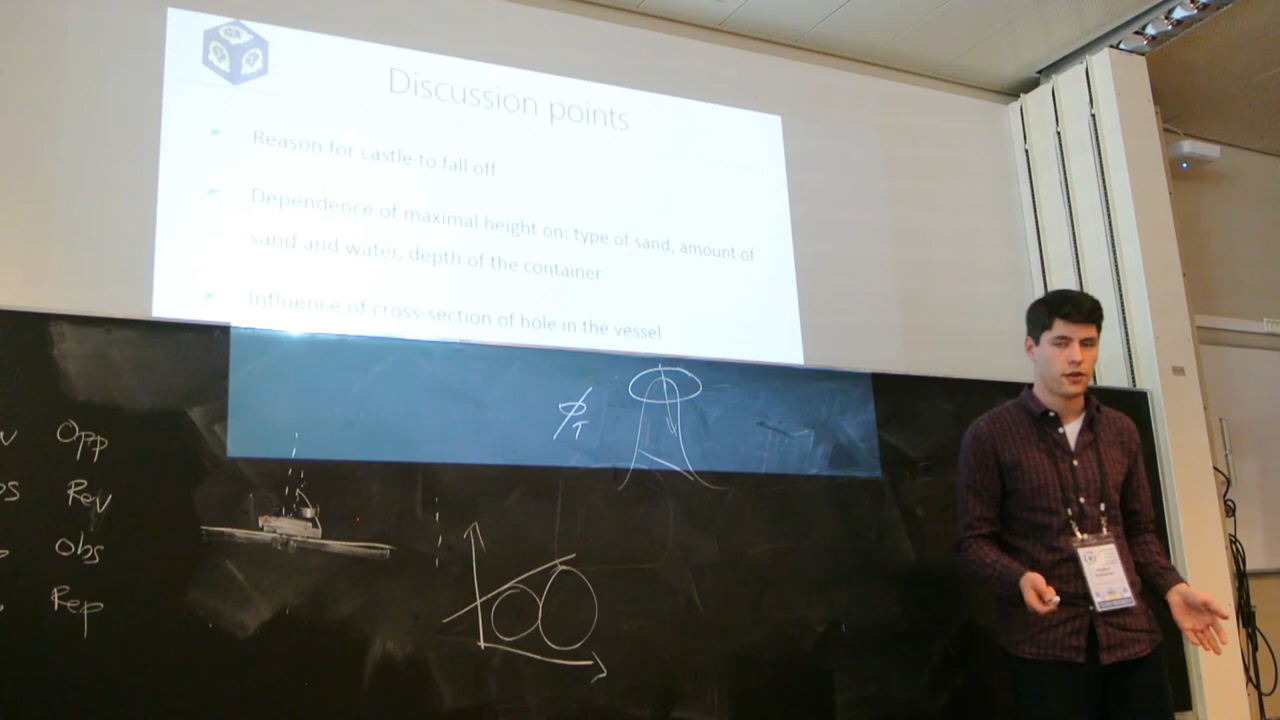 Discussion points
Reason for castle to fall off
Dependence of maximal height on: type of sand, amount of
sand and water, depth of the container
Influence of cross-section of hole in the vessel
ϕT
Opp
Rev
Obs
Rep